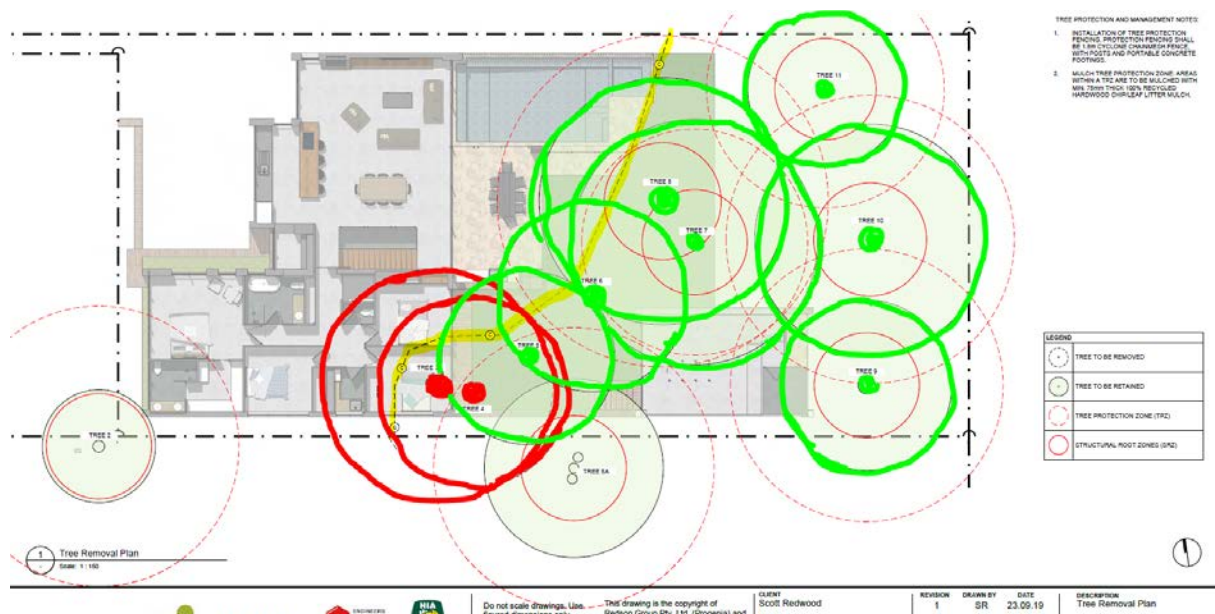 TREE PROTECTION AND MANAGEMENT NOTES:
1. INSTALLATION OF TREE PROTECTION
FENCING. PROTECTION FENCING SHALL
BE 1.8m CYCLONE CHAINMESH FENCE
WITH POSTS AND PORTABLE CONCRETE
FOOTINGS.
2. MULCH TREE PROTECTION ZONE: AREAS
WITHIN A TPZ ARE TO BE MULCHED WITH
MIN. 75mm THICK 100% RECYCLED
HARDWOOD CHIP/LEAF LITTER MULCH.
TREE 11
TREE 8
TREE 10
TREE 7
TREE 6
TREE
TREE
TREE 4
TREE 9
TREE 2
TREE 5A
LEGEND
TREE TO BE REMOVED
TREE TO BE RETAINED
TREE PROTECTION ZONE (TPZ)
STRUCTURAL ROOT ZONES (SRZ)
1 Tree Removal Plan
Scale: 1 : 150
ENGINEERS
HIA
Do not scale drawings. Use
This drawing is the copyright of
CLIENT
Scott Redwood
REVISION
1
DRAWN BY
SR
DATE
23.09.19
DESCRIPTION
Tree Removal Plan